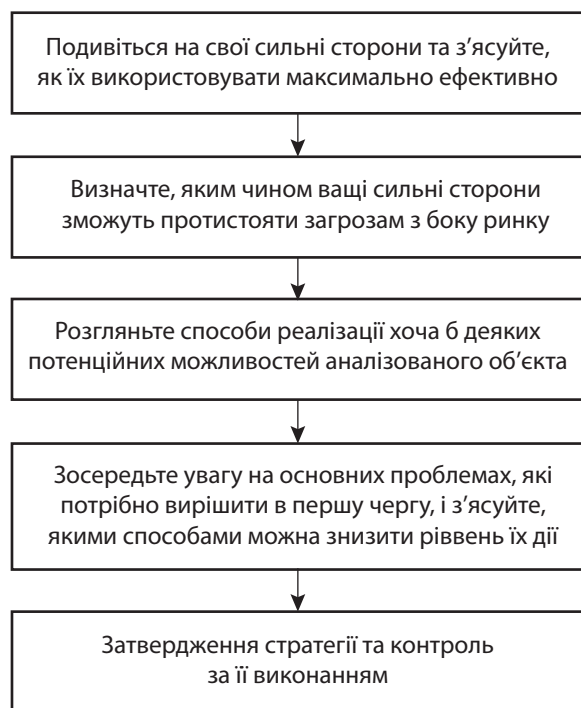 Подивіться на свої сильні сторони та з’ясуйте,
як їх використовувати максимально ефективно
Визначте, яким чином ващі сильні сторони
зможуть протистояти загрозам з боку ринку
Розгляньте способи реалізації хоча б деяких
потенційних можливостей аналізованого об’єкта
Зосередьте увагу на основних проблемах, які
потрібно вирішити в першу чергу, і з’ясуйте,
якими способами можна знизити ріввень їх дії
Затвердження стратегії та контроль
за її виконанням